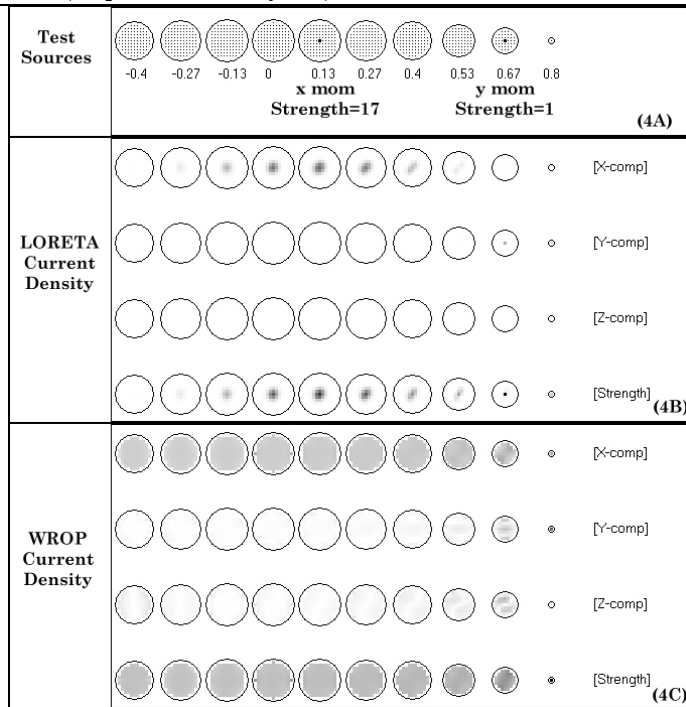 Test
Sources
-0.4 -0.27 -0.13 0 0.13 0.27 0.4 0.53 0.67 0.8
x mom y mom
Strength=17 Strength=1
(4A)
[X-comp]
LORETA
Current
Density
[Y-comp]
[Z-comp]
[Strength]
(4B)
[X-comp]
WROP
Current
Density
[Y-comp]
[Z-comp]
[Strength]
(4C)